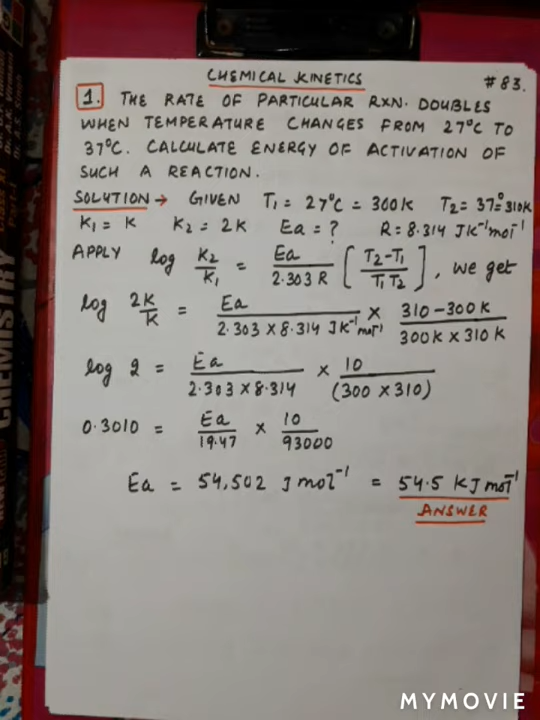 CHEMICAL KINETICS #83.
1. THE RATE OF PARTICULAR RXN. DOUBLES
WHEN TEMPERATURE CHANGES FROM 27°C TO
37°C. CALCULATE ENERGY OF ACTIVATION OF
SUCH A REACTION.
SOLUTION → GIVEN T₁ = 27°C = 300K T₂ = 37°=310K
K₁ = K K₂ = 2K Ea = ? R = 8.314 JK⁻¹mol⁻¹
APPLY log K₂/K₁ = Ea/2.303 R [T₂-T₁/T₁T₂], we get
log 2K/K = Ea/2.303 × 8.314 JK⁻¹mol⁻¹ × 310-300K/300K × 310K
log 2 = Ea/2.303 × 8.314 × 10/(300 × 310)
0.3010 = Ea/19.47 × 10/93000
Ea = 54,502 J mol⁻¹ = 54.5 KJ mol⁻¹
ANSWER
CHEMISTRY
Dr. A.K.
Dr. A.S. Singh
MYMOVIE